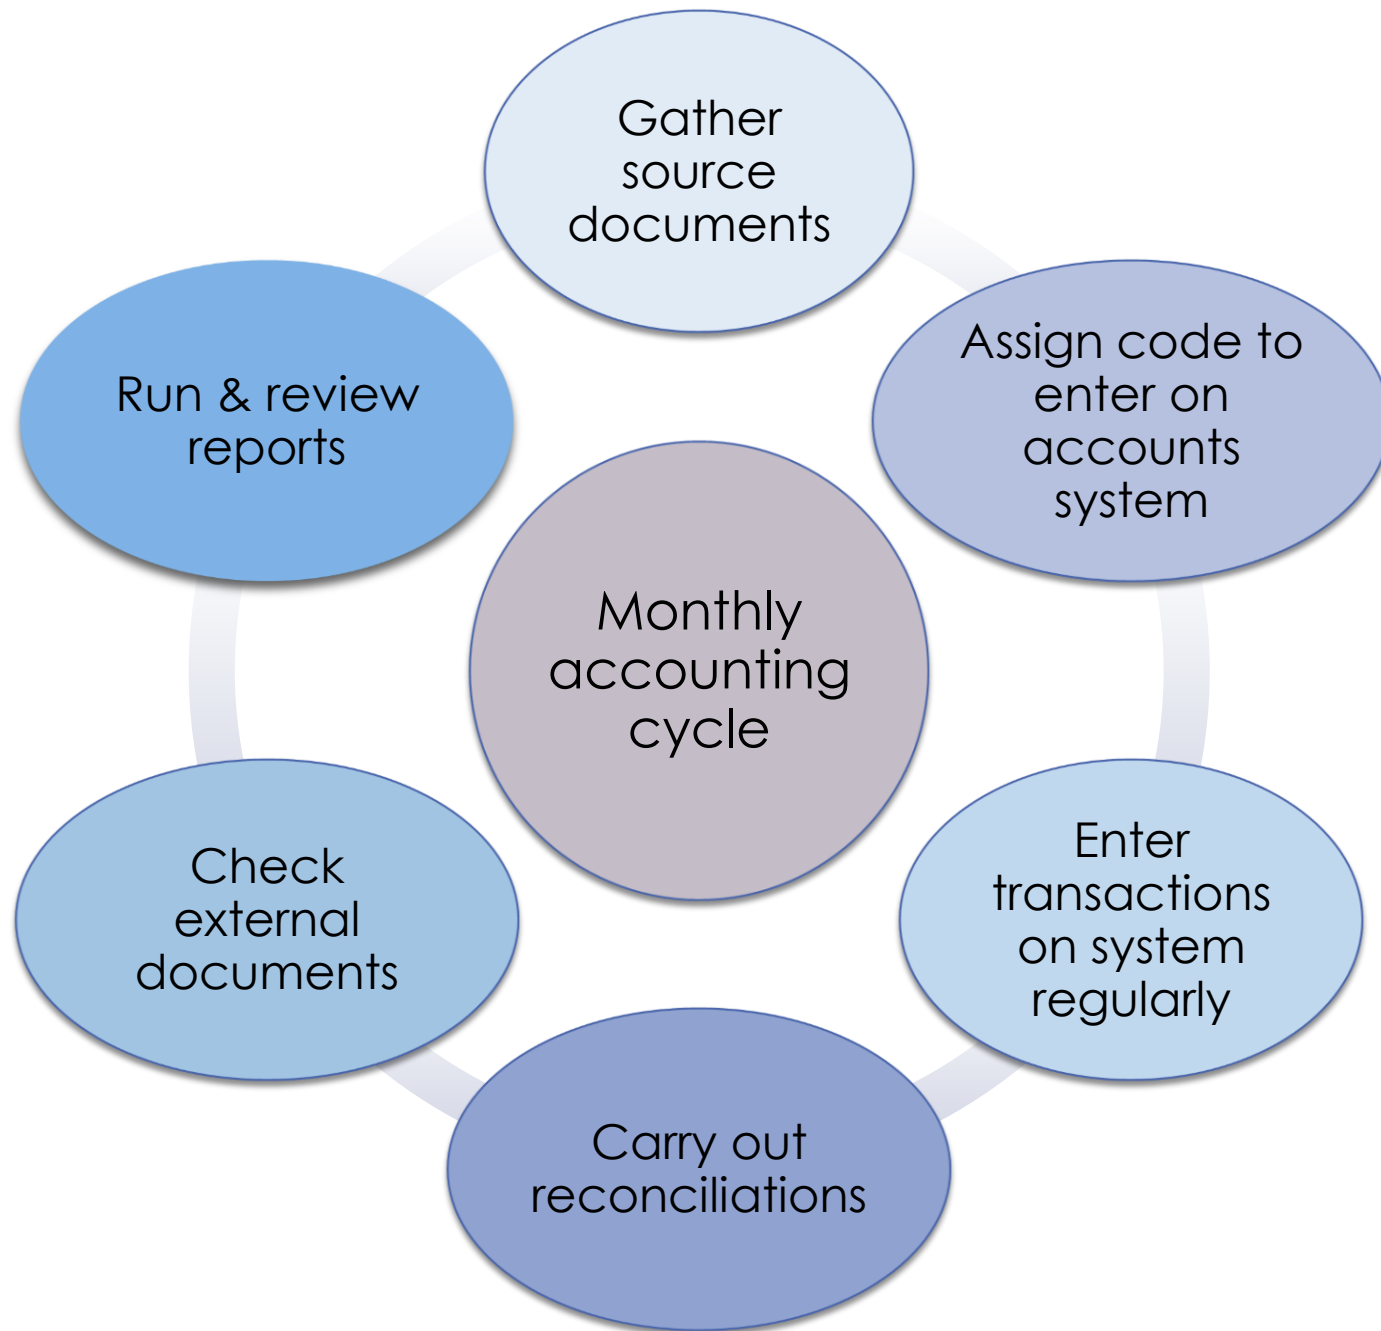 Gather
source
documents
Assign code to
enter on
accounts
system
Enter
transactions
on system
regularly
Carry out
reconciliations
Check
external
documents
Run & review
reports
Monthly
accounting
cycle